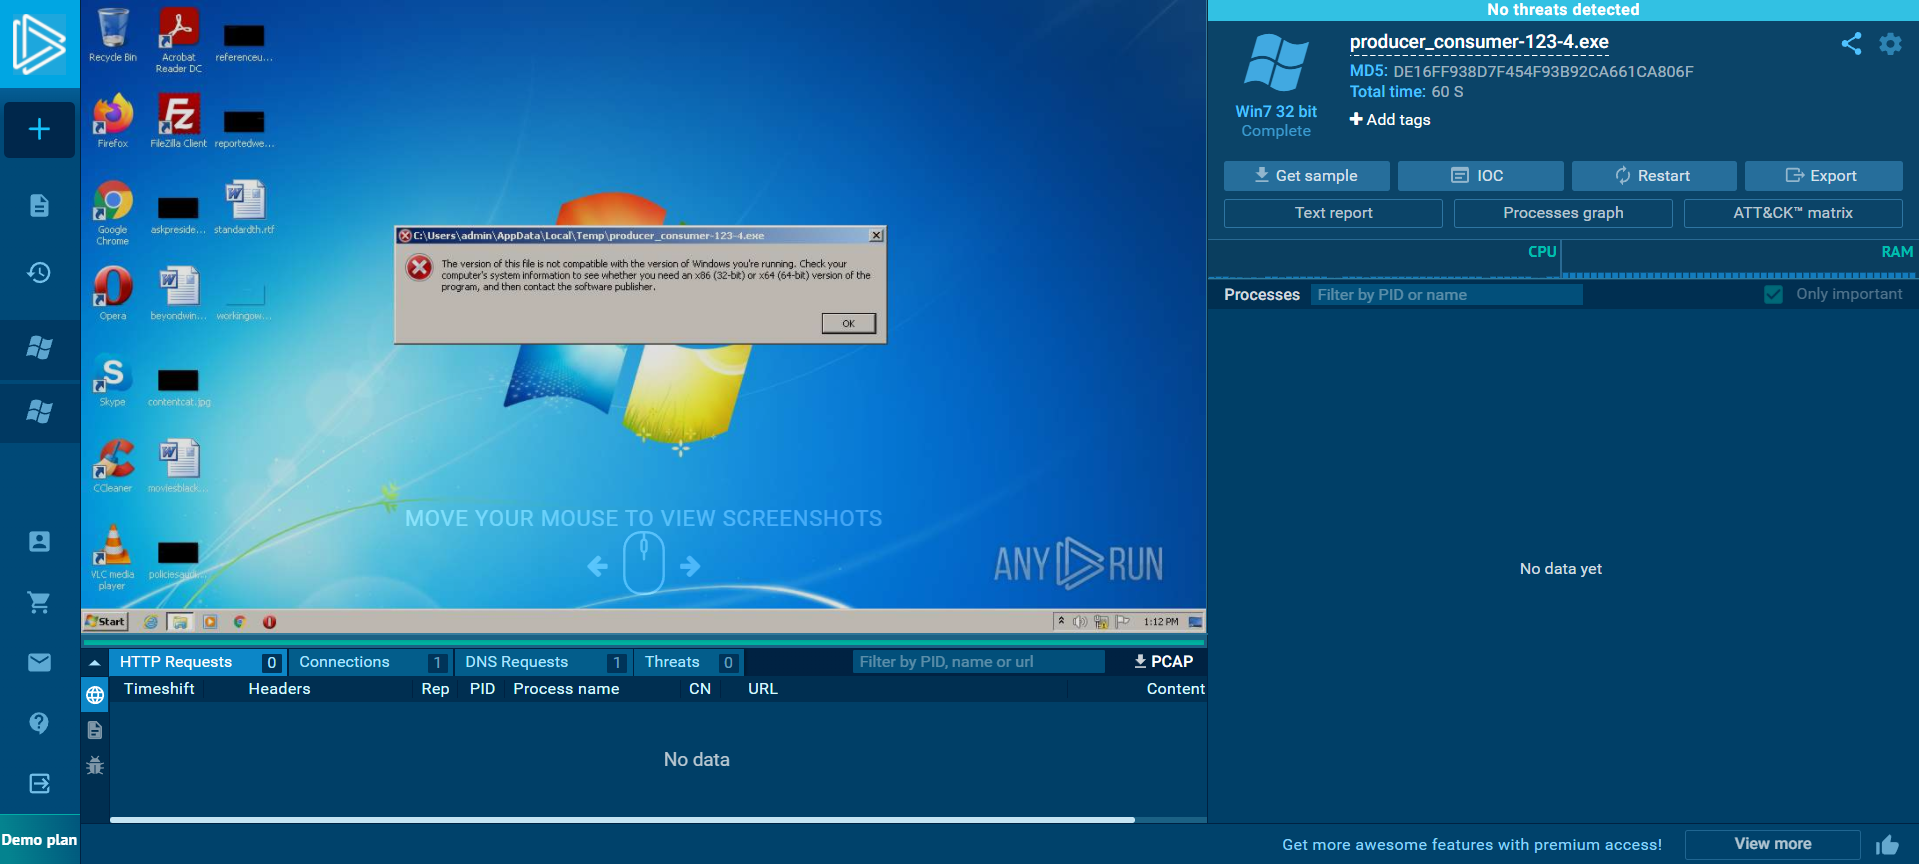 No threats detected
producer_consumer-123-4.exe
MD5: DE16FF938D7F454F93B92CA661CA806F
Total time: 60 S
Win7 32 bit
Complete
Add tags
Get sample
IOC
Restart
Export
Text report
Processes graph
ATT&CK™ matrix
CPU
RAM
Processes
Filter by PID or name
Only important
No data yet
Recycle Bin
Acrobat
Reader DC
referenceu...
Firefox
FileZilla Client
reportedwe...
Google
Chrome
askpreside...
standardth.rtf
Opera
beyondwin...
workingow...
Skype
contentcat.jpg
CCleaner
moviesblack...
VLC media
player
C:\Users\admin\AppData\Local\Temp\producer_consumer-123-4.exe
The version of this file is not compatible with the version of Windows you're running. Check your
computer's system information to see whether you need an x86 (32-bit) or x64 (64-bit) version of the
program, and then contact the software publisher.
OK
MOVE YOUR MOUSE TO VIEW SCREENSHOTS
ANY RUN
Start
1:12 PM
HTTP Requests 0
Connections 1
DNS Requests 1
Threats 0
Filter by PID, name or url
PCAP
Timeshift Headers Rep PID Process name CN URL Content
No data
Demo plan
Get more awesome features with premium access!
View more